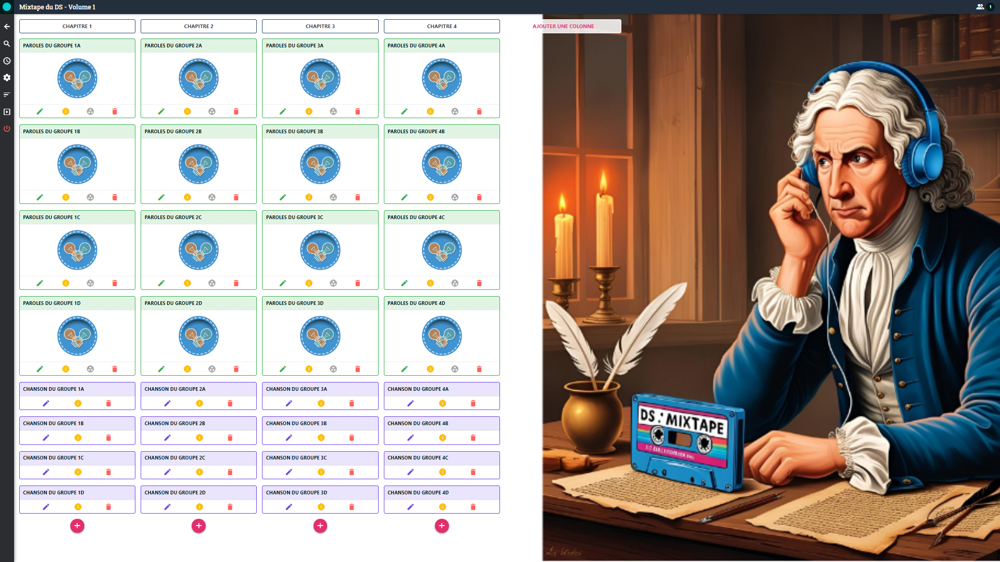 Mixtape du DS - Volume 1
1
CHAPITRE 1
CHAPITRE 2
CHAPITRE 3
CHAPITRE 4
AJOUTER UNE COLONNE
PAROLES DU GROUPE 1A
PAROLES DU GROUPE 2A
PAROLES DU GROUPE 3A
PAROLES DU GROUPE 4A
PAROLES DU GROUPE 1B
PAROLES DU GROUPE 2B
PAROLES DU GROUPE 3B
PAROLES DU GROUPE 4B
PAROLES DU GROUPE 1C
PAROLES DU GROUPE 2C
PAROLES DU GROUPE 3C
PAROLES DU GROUPE 4C
PAROLES DU GROUPE 1D
PAROLES DU GROUPE 2D
PAROLES DU GROUPE 3D
PAROLES DU GROUPE 4D
CHANSON DU GROUPE 1A
CHANSON DU GROUPE 2A
CHANSON DU GROUPE 3A
CHANSON DU GROUPE 4A
CHANSON DU GROUPE 1B
CHANSON DU GROUPE 2B
CHANSON DU GROUPE 3B
CHANSON DU GROUPE 4B
CHANSON DU GROUPE 1C
CHANSON DU GROUPE 2C
CHANSON DU GROUPE 3C
CHANSON DU GROUPE 4C
CHANSON DU GROUPE 1D
CHANSON DU GROUPE 2D
CHANSON DU GROUPE 3D
CHANSON DU GROUPE 4D
DS : MIXTAPE